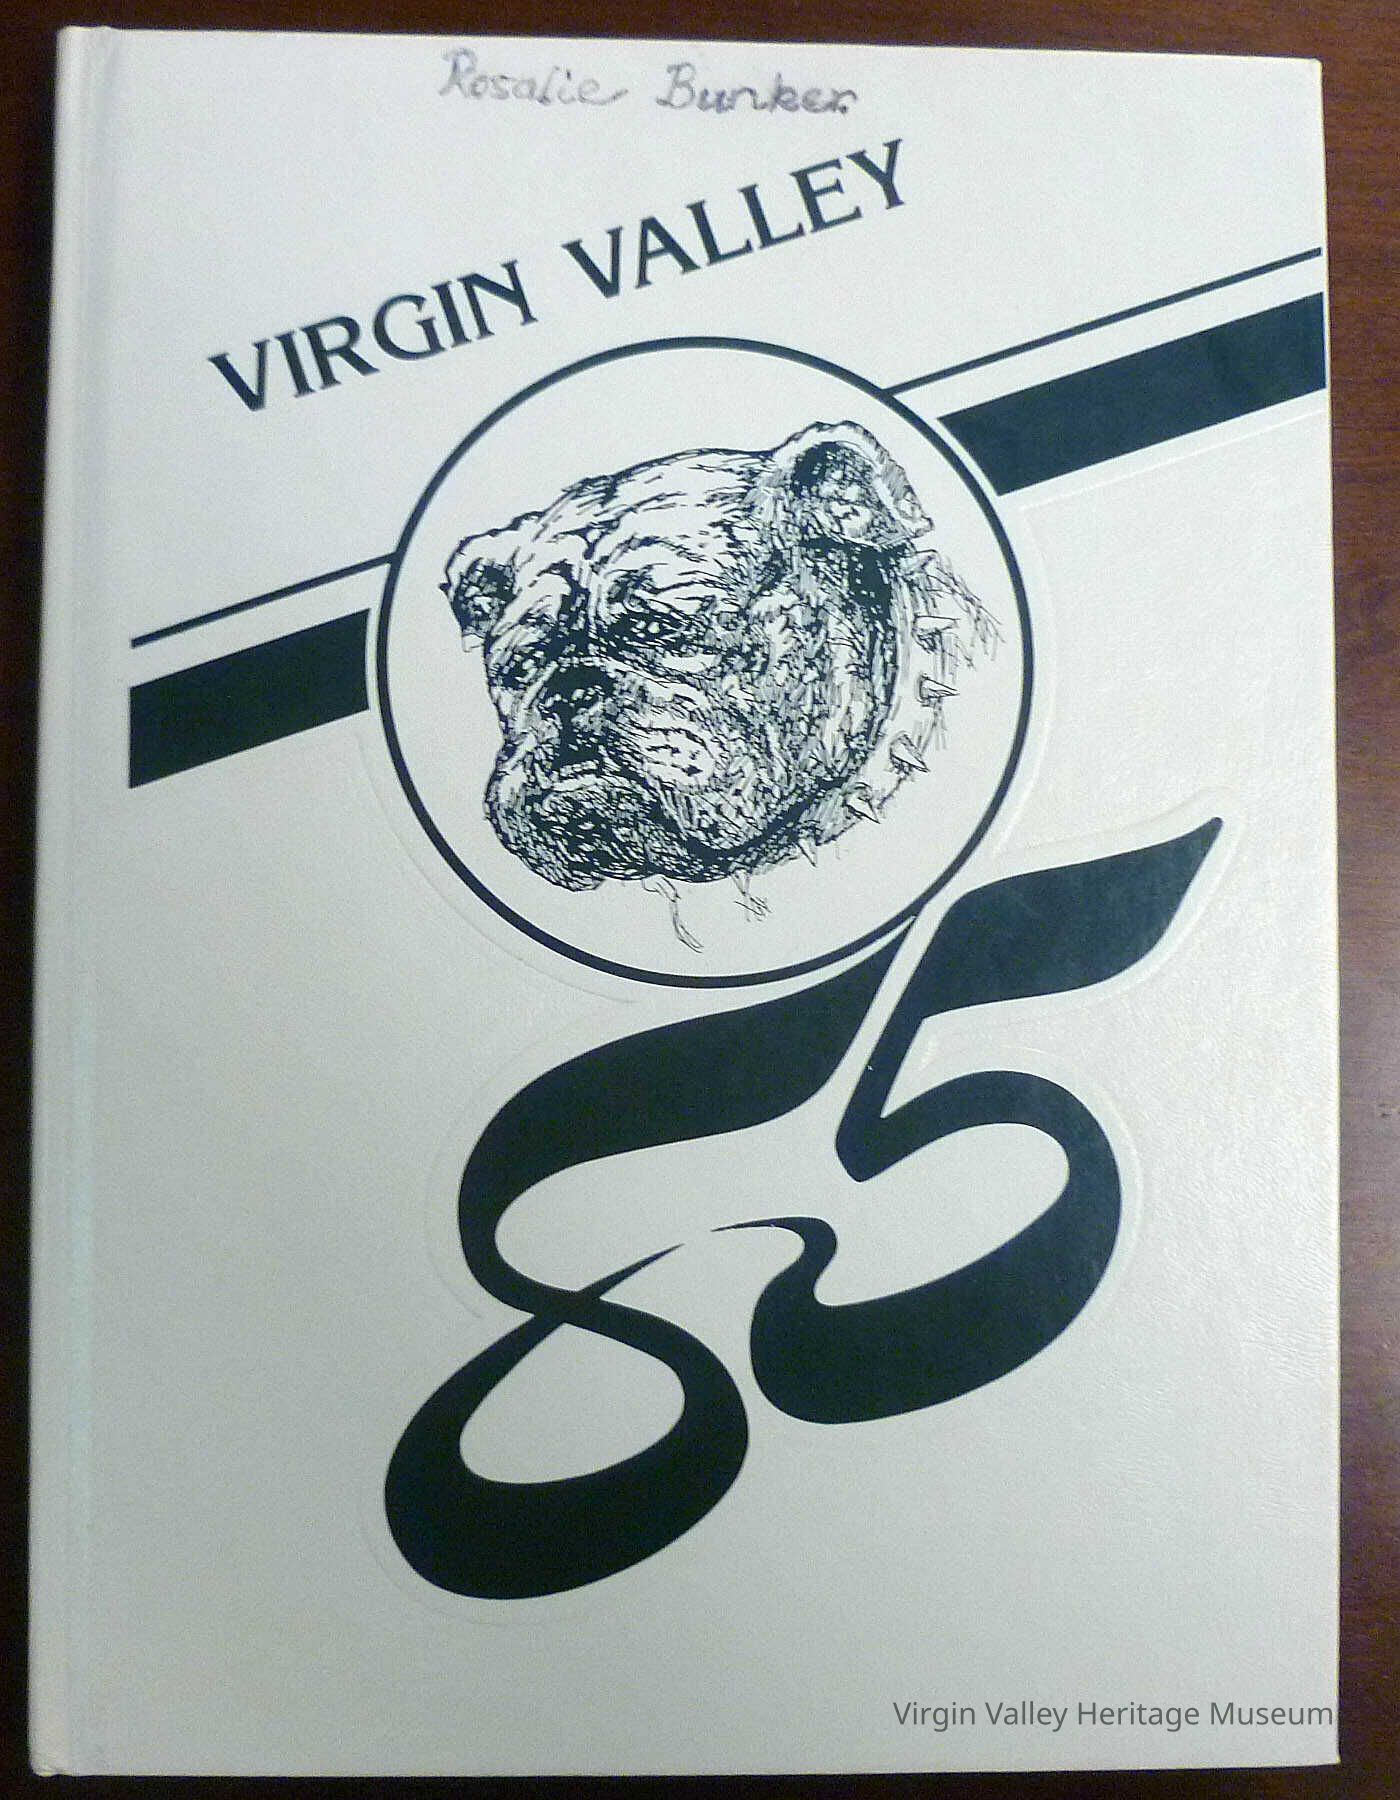 Rosalie Bunker
VIRGIN VALLEY
85
Virgin Valley Heritage Museum